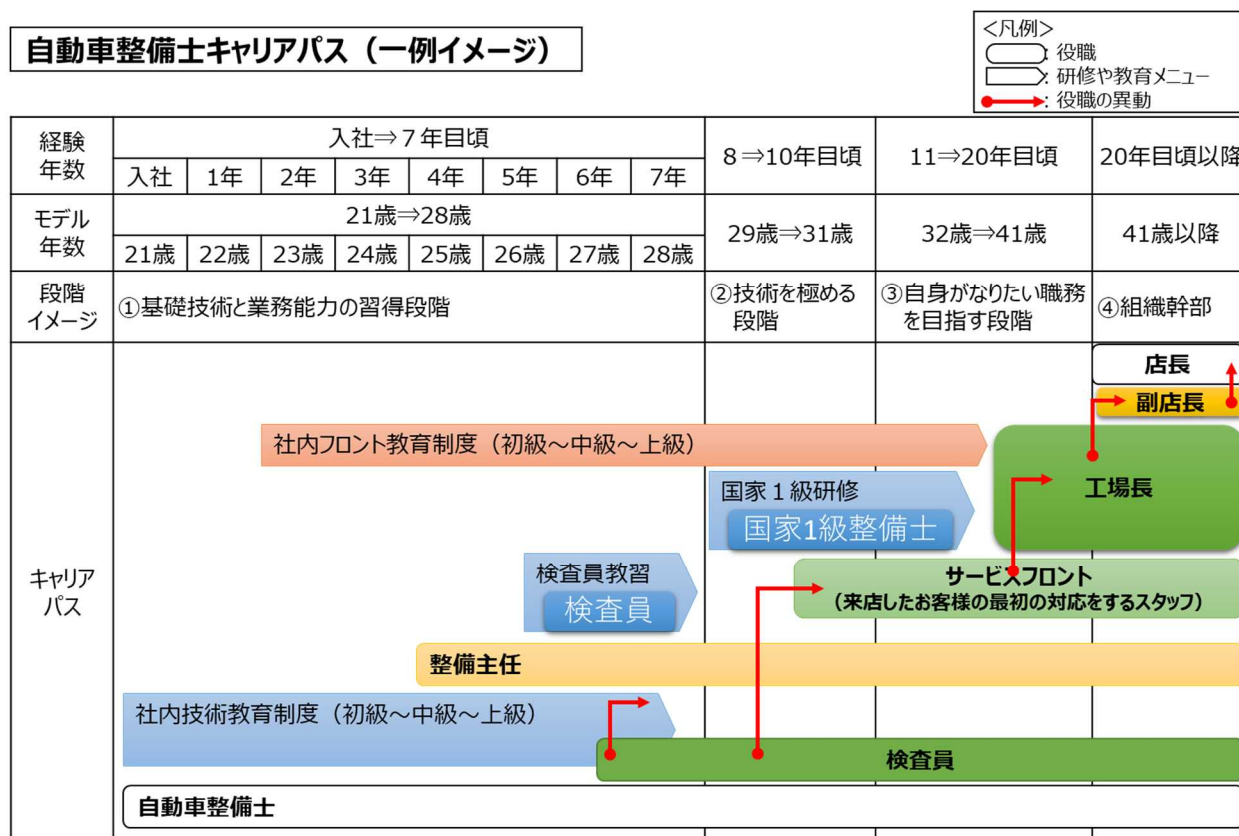 自動車整備士キャリアパス（一例イメージ）
<凡例>
：役職
：研修や教育メニュー
：役職の異動
経験
年数
入社⇒７年目頃
入社 1年 2年 3年 4年 5年 6年 7年
8⇒10年目頃
11⇒20年目頃
20年目頃以降
モデル
年数
21歳⇒28歳
21歳 22歳 23歳 24歳 25歳 26歳 27歳 28歳
29歳⇒31歳
32歳⇒41歳
41歳以降
段階
イメージ
①基礎技術と業務能力の習得段階
②技術を極める
段階
③自身がなりたい職務
を目指す段階
④組織幹部
キャリア
パス
店長
副店長
社内フロント教育制度（初級～中級～上級）
工場長
国家１級研修
国家1級整備士
検査員教習
検査員
サービスフロント
（来店したお客様の最初の対応をするスタッフ）
整備主任
社内技術教育制度（初級～中級～上級）
検査員
自動車整備士